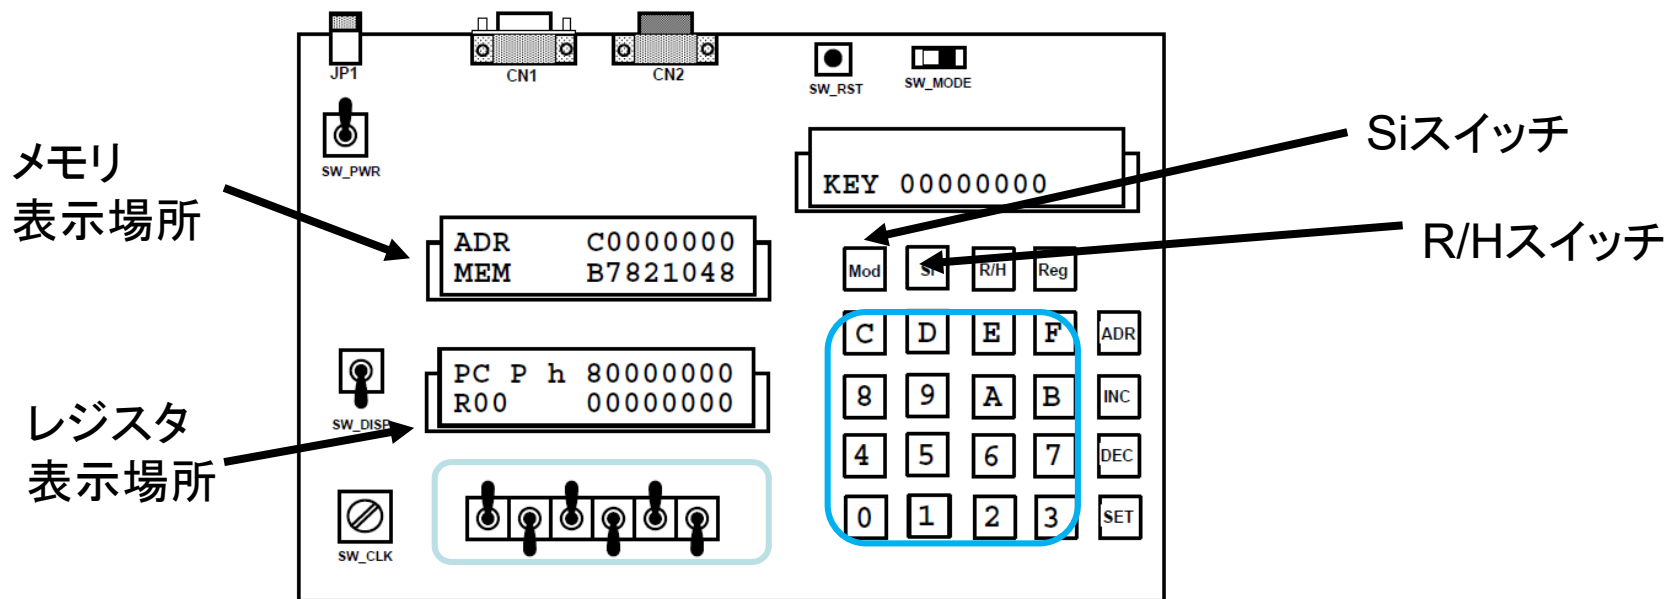 JP1
CN1
CN2
SW_RST
SW_MODE
SW_PWR
メモリ
表示場所
Siスイッチ
KEY 00000000
R/Hスイッチ
ADR C0000000
MEM B7821048
Mod Si R/H Reg
C D E F ADR
PC P h 80000000
R00 00000000
8 9 A B INC
SW_DISP
レジスタ
表示場所
4 5 6 7 DEC
0 1 2 3 SET
SW_CLK